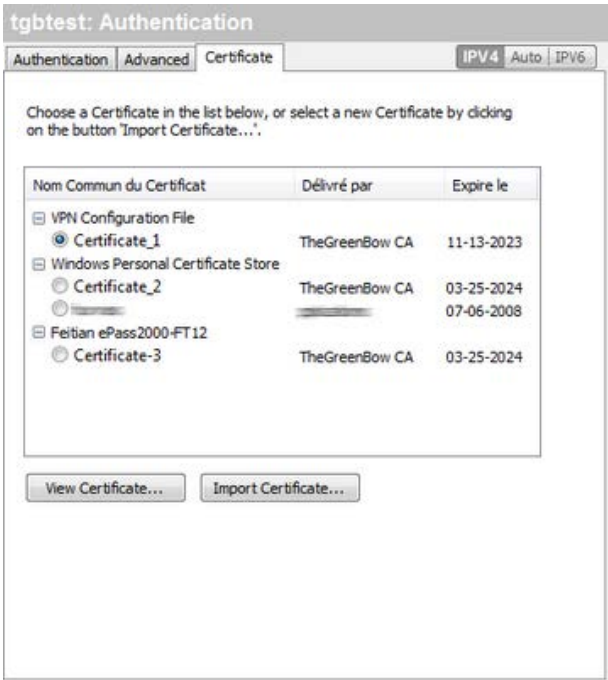 tgbtest: Authentication
Authentication Advanced Certificate IPV4 Auto IPV6
Choose a Certificate in the list below, or select a new Certificate by clicking
on the button 'Import Certificate...'.
Nom Commun du Certificat Délivré par Expire le
VPN Configuration File
Certificate_1 TheGreenBow CA 11-13-2023
Windows Personal Certificate Store
Certificate_2 TheGreenBow CA 03-25-2024
07-06-2008
Feitian ePass2000-FT12
Certificate-3 TheGreenBow CA 03-25-2024
View Certificate... Import Certificate...